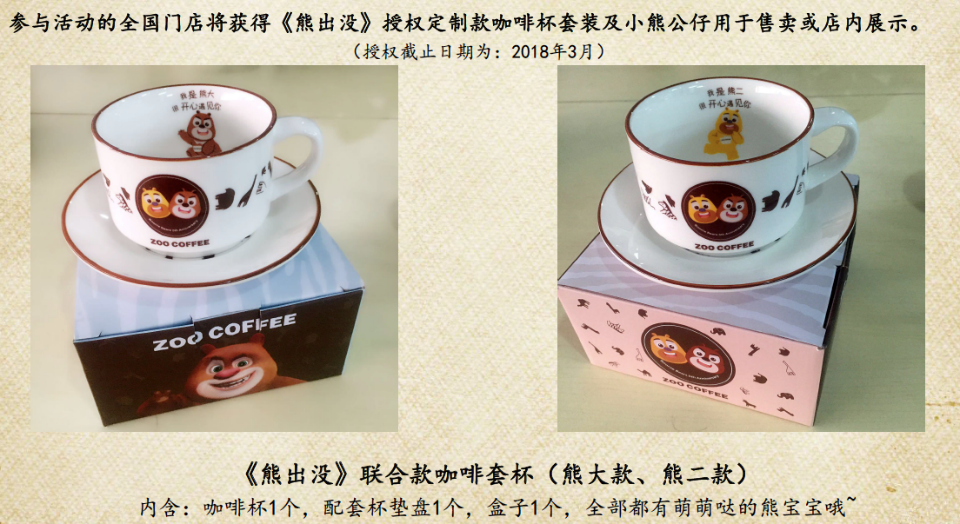 参与活动的全国门店将获得《熊出没》授权定制款咖啡杯套装及小熊公仔用于售卖或店内展示。
（授权截止日期为：2018年3月）
我是熊大
很开心遇见你
ZOO COFFEE
ZOO COFFEE
我是熊二
很开心遇见你
ZOO COFFEE
ZOO COFFEE
《熊出没》联合款咖啡套杯（熊大款、熊二款）
内含：咖啡杯1个，配套杯垫盘1个，盒子1个，全部都有萌萌哒的熊宝宝哦~